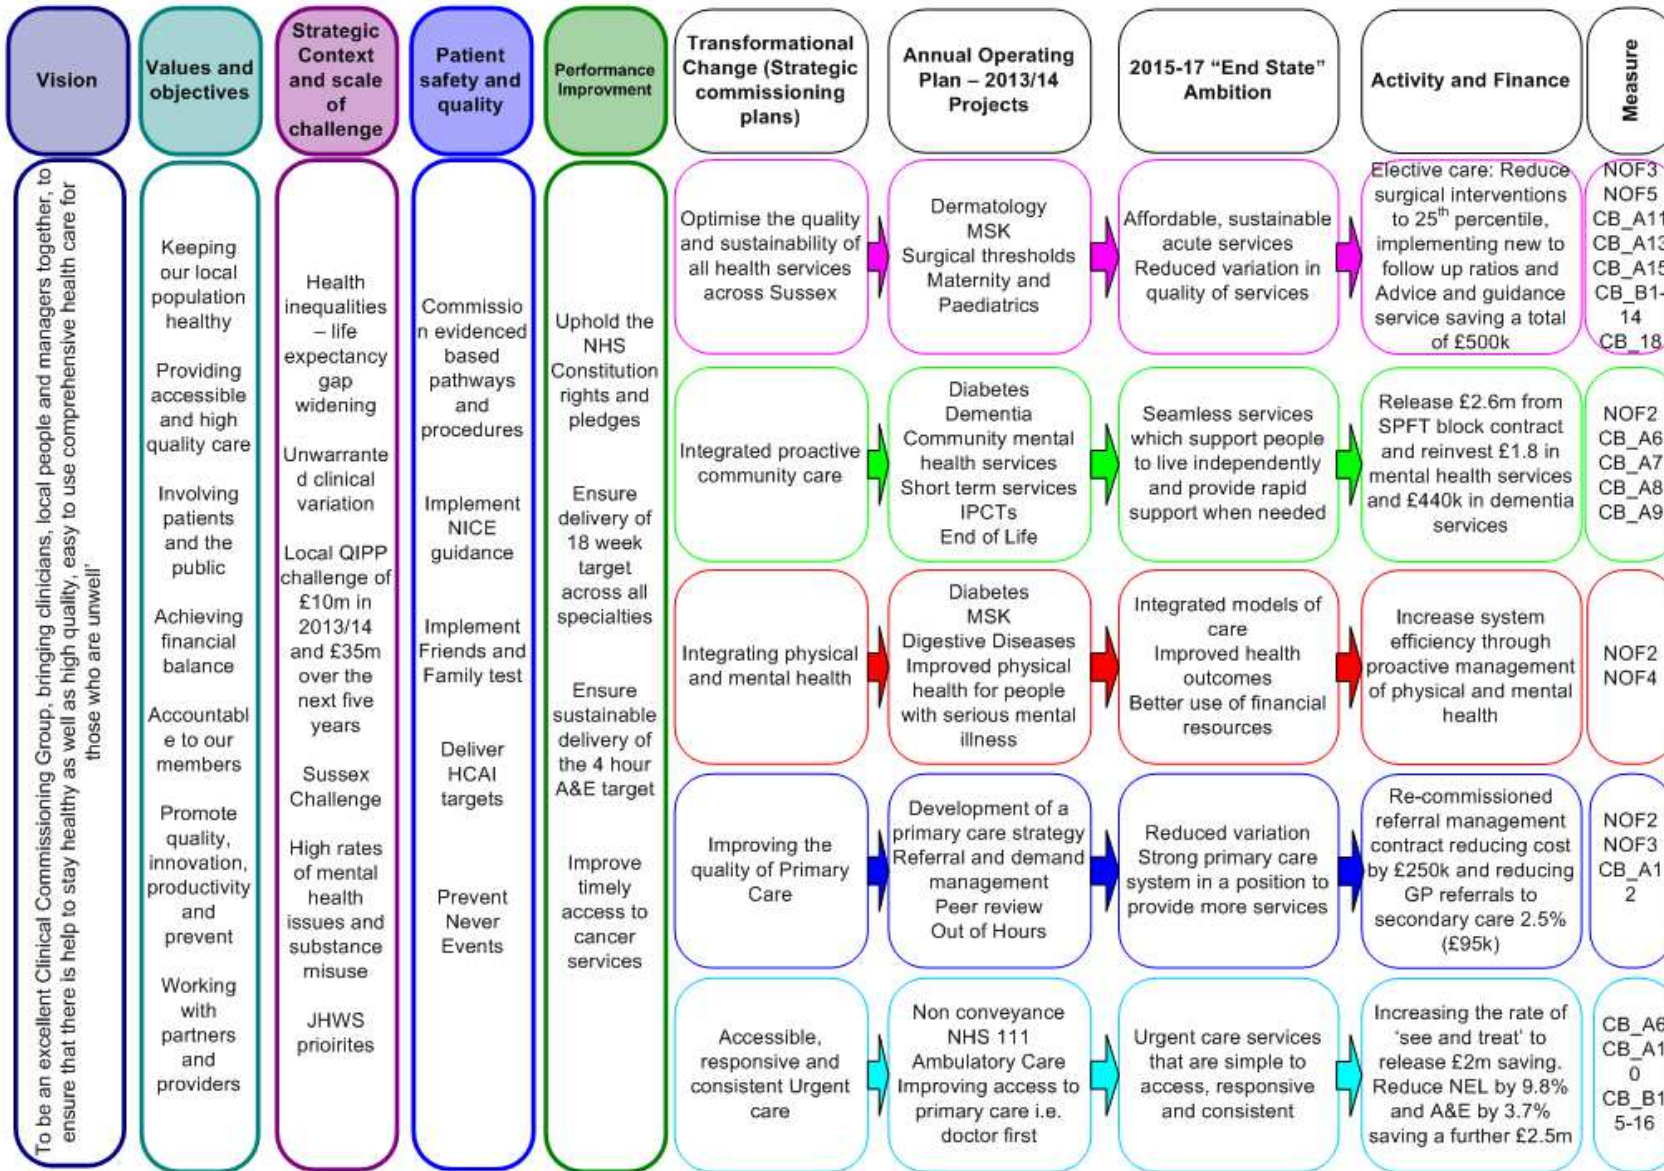 Vision
Values and
objectives
Strategic
Context
and scale
of
challenge
Patient
safety and
quality
Performance
Improvment
Transformational
Change (Strategic
commissioning
plans)
Annual Operating
Plan – 2013/14
Projects
2015-17 “End State”
Ambition
Activity and Finance
Measure
To be an excellent Clinical Commissioning Group, bringing clinicians, local people and managers together, to
ensure that there is help to stay healthy as well as high quality, easy to use comprehensive health care for
those who are unwell’
Keeping
our local
population
healthy
Providing
accessible
and high
quality care
Involving
patients
and the
public
Achieving
financial
balance
Accountabl
e to our
members
Promote
quality,
innovation,
productivity
and
prevent
Working
with
partners
and
providers
Health
inequalities
– life
expectancy
gap
widening
Unwarrante
d clinical
variation
Local QIPP
challenge of
£10m in
2013/14
and £35m
over the
next five
years
Sussex
Challenge
High rates
of mental
health
issues and
substance
misuse
JHWS
prioirites
Commissio
n evidenced
based
pathways
and
procedures
Implement
NICE
guidance
Implement
Friends and
Family test
Deliver
HCAI
targets
Prevent
Never
Events
Uphold the
NHS
Constitution
rights and
pledges
Ensure
delivery of
18 week
target
across all
specialties
Ensure
sustainable
delivery of
the 4 hour
A&E target
Improve
timely
access to
cancer
services
Optimise the quality
and sustainability of
all health services
across Sussex
Dermatology
MSK
Surgical thresholds
Maternity and
Paediatrics
Affordable, sustainable
acute services
Reduced variation in
quality of services
Elective care: Reduce
surgical interventions
to 25th percentile,
implementing new to
follow up ratios and
Advice and guidance
service saving a total
of £500k
NOF3
NOF5
CB_A11
CB_A13
CB_A15
CB_B1-
14
CB_18
Integrated proactive
community care
Diabetes
Dementia
Community mental
health services
Short term services
IPCTs
End of Life
Seamless services
which support people
to live independently
and provide rapid
support when needed
Release £2.6m from
SPFT block contract
and reinvest £1.8 in
mental health services
and £440k in dementia
services
NOF2
CB_A6
CB_A7
CB_A8
CB_A9
Integrating physical
and mental health
Diabetes
MSK
Digestive Diseases
Improved physical
health for people
with serious mental
illness
Integrated models of
care
Improved health
outcomes
Better use of financial
resources
Increase system
efficiency through
proactive management
of physical and mental
health
NOF2
NOF4
Improving the
quality of Primary
Care
Development of a
primary care strategy
Referral and demand
management
Peer review
Out of Hours
Reduced variation
Strong primary care
system in a position to
provide more services
Re-commissioned
referral management
contract reducing cost
by £250k and reducing
GP referrals to
secondary care 2.5%
(£95k)
NOF2
NOF3
CB_A1
2
Accessible,
responsive and
consistent Urgent
care
Non conveyance
NHS 111
Ambulatory Care
Improving access to
primary care i.e.
doctor first
Urgent care services
that are simple to
access, responsive
and consistent
Increasing the rate of
‘see and treat’ to
release £2m saving.
Reduce NEL by 9.8%
and A&E by 3.7%
saving a further £2.5m
CB_A6
CB_A1
0
CB_B1
5-16